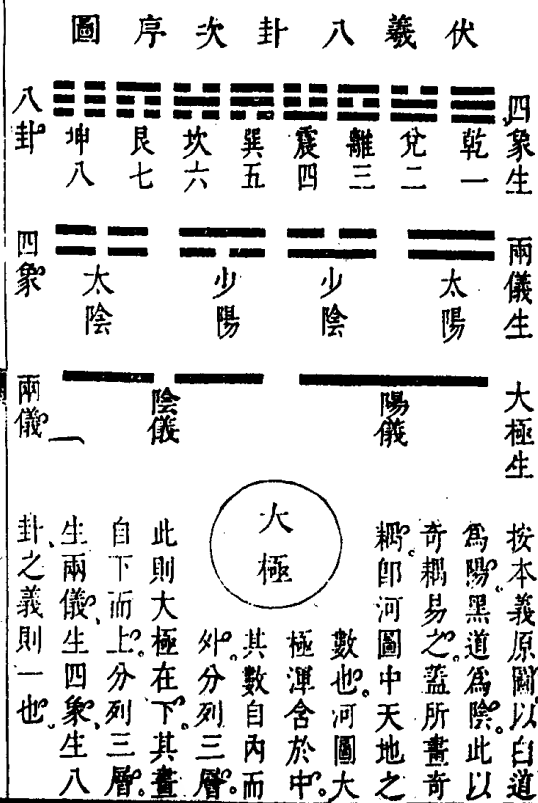 伏羲八卦次序圖
四象生
乾一
兌二
離三
震四
巽五
坎六
艮七
坤八
八卦
兩儀生
太陽
少陰
少陽
太陰
四象
大極生
陽儀
陰儀
兩儀
大極
按本義原圖以白道
爲陽黑道爲陰。此以
奇耦易之。蓋所畫奇
耦。卽河圖中天地之
數也。河圖大
極渾含於中。
其數自內而
外。分列三層。
此則大極在下。其畫
自下而上。分列三層。
生兩儀、生四象、生八
卦、之義則一也。